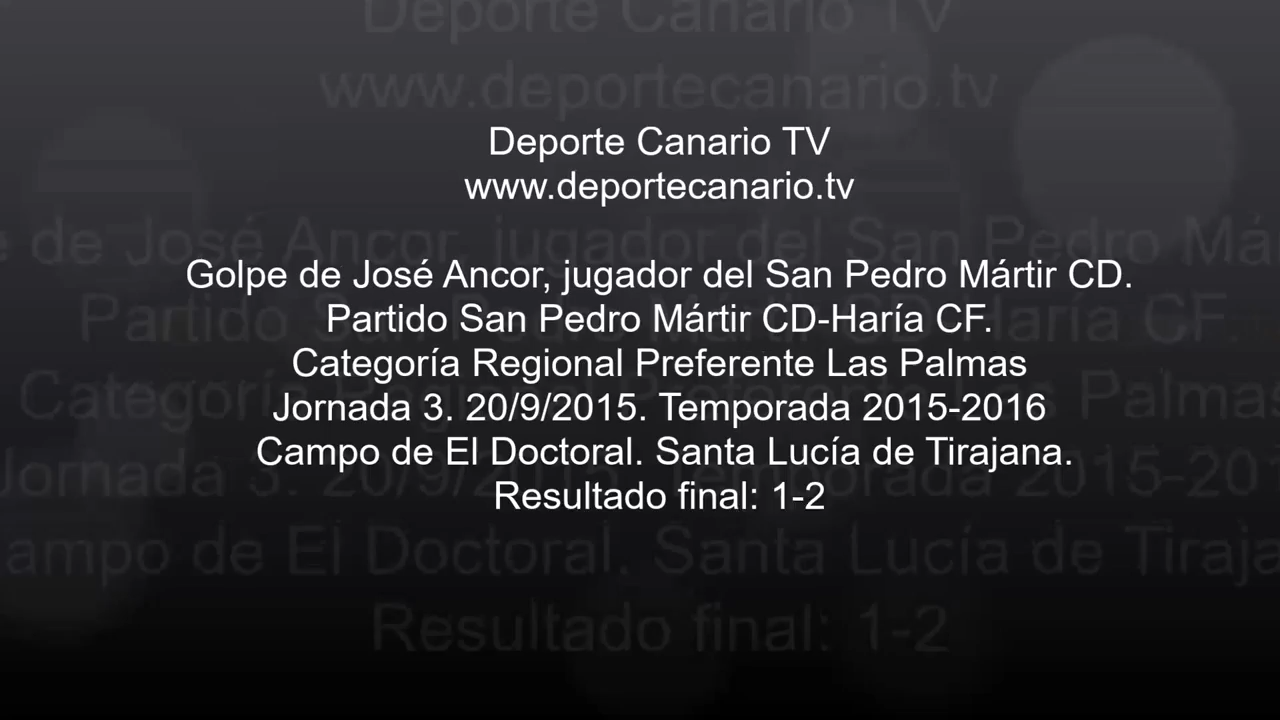 Deporte Canario TV
www.deportecanario.tv
Golpe de José Ancor, jugador del San Pedro Mártir CD.
Partido San Pedro Mártir CD-Haría CF.
Categoría Regional Preferente Las Palmas
Jornada 3. 20/9/2015. Temporada 2015-2016
Campo de El Doctoral. Santa Lucía de Tirajana.
Resultado final: 1-2